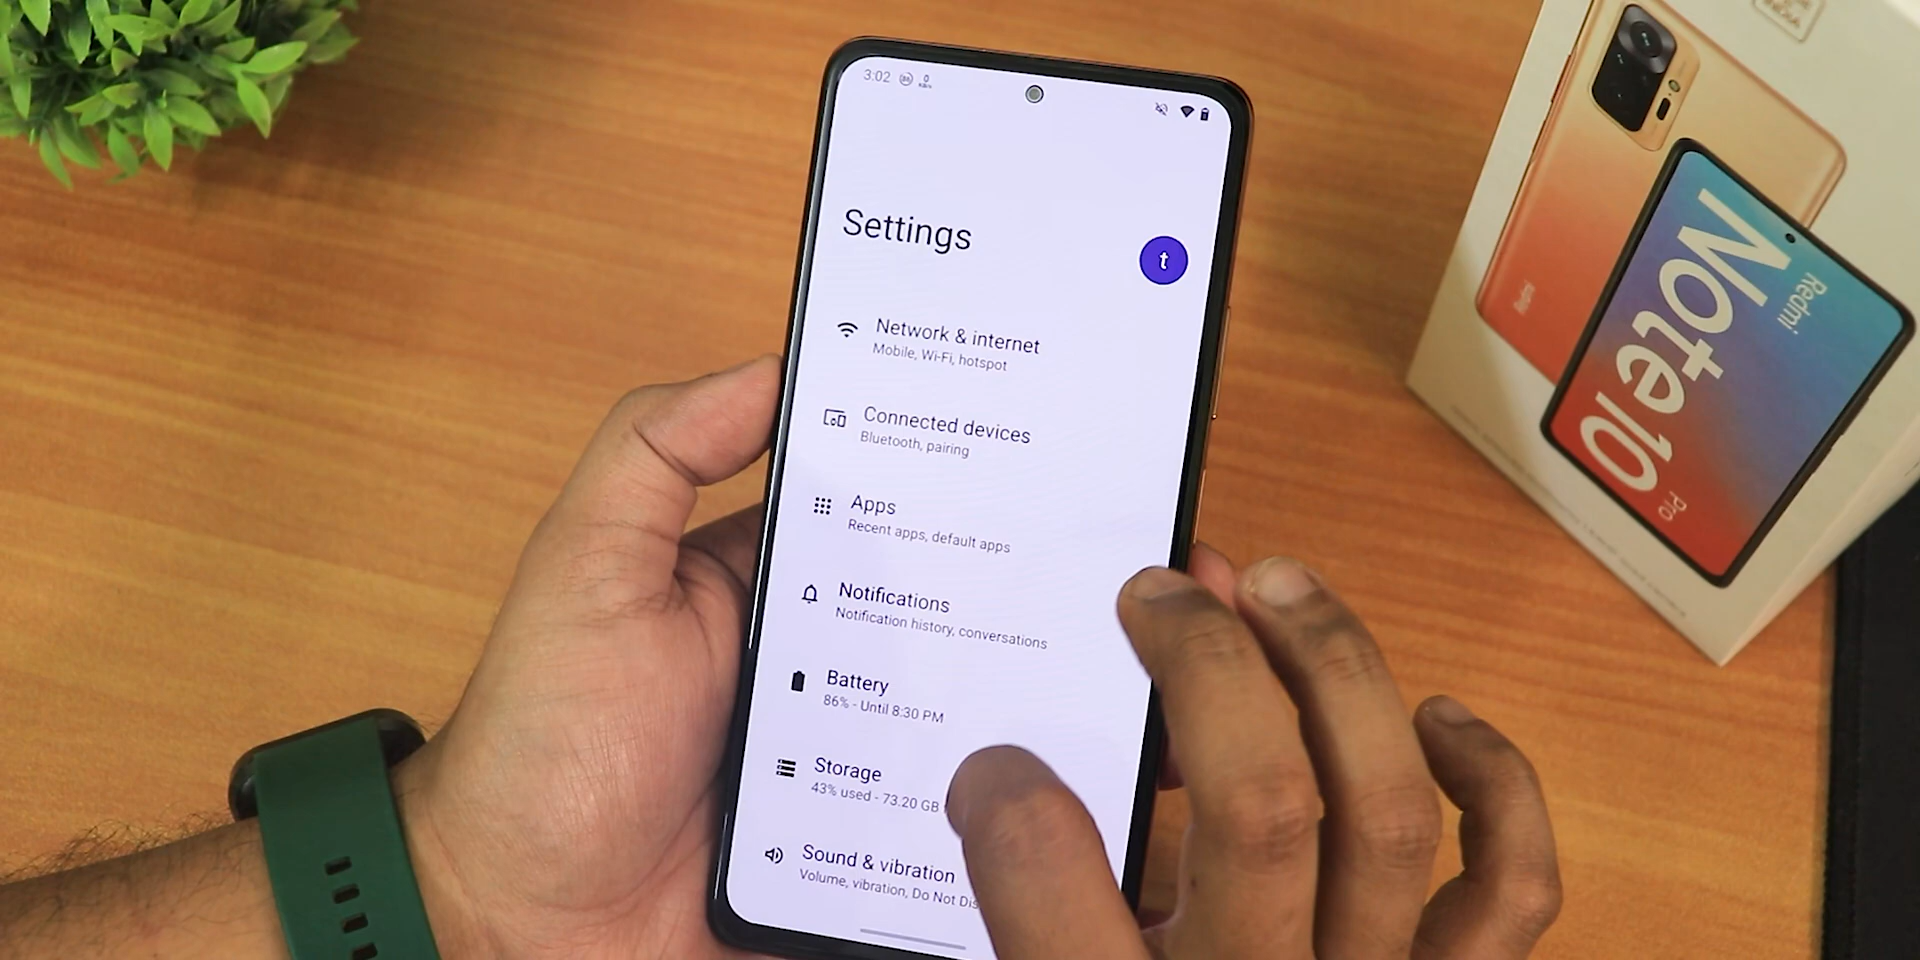 3:02
Settings
t
Network & internet
Mobile, Wi-Fi, hotspot
Connected devices
Bluetooth, pairing
Apps
Recent apps, default apps
Notifications
Notification history, conversations
Battery
86% - Until 8:30 PM
Storage
43% used - 73.20 GB
Sound & vibration
Volume, vibration, Do Not Dis
Redmi
Note 10
Pro
Redmi